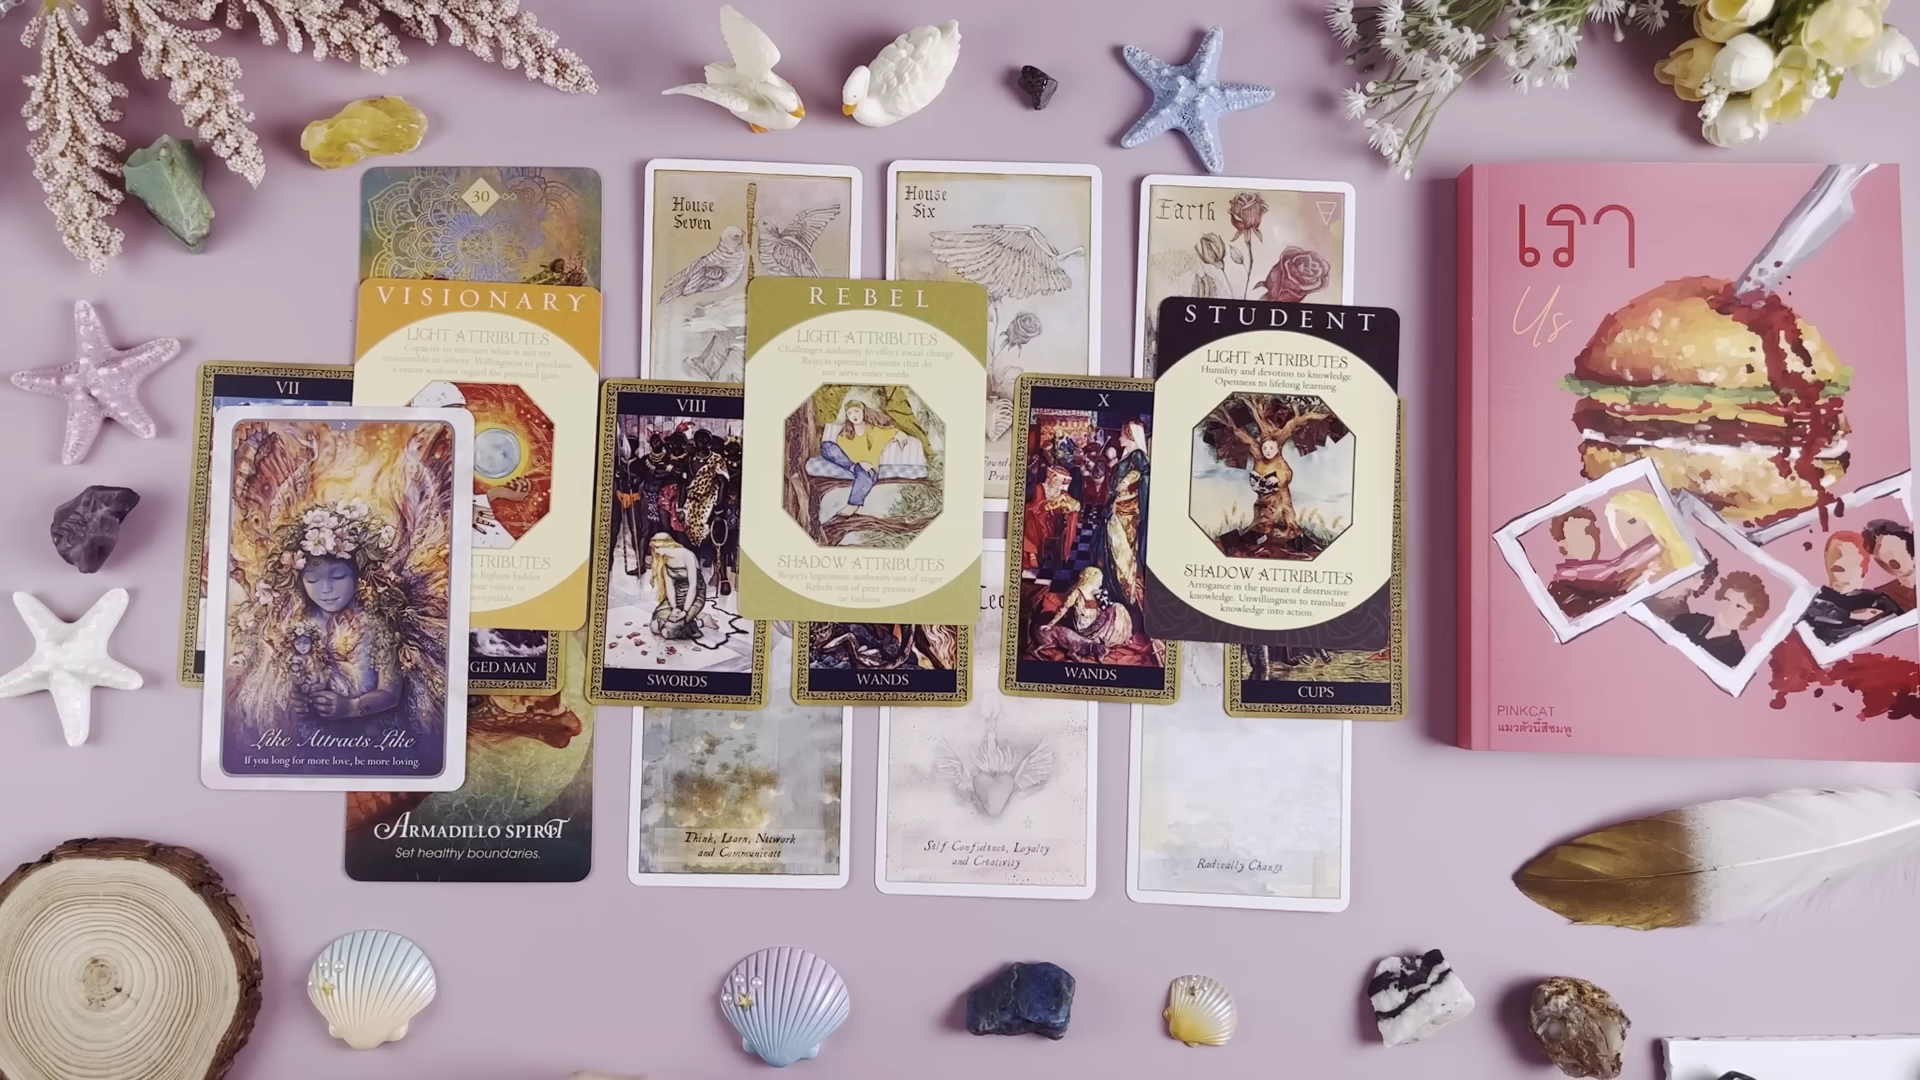 30
House
Seven
House
Six
Earth
VISIONARY
LIGHT ATTRIBUTES
Capacity to envision what is not yet
conceivable to others. Willingness to proclaim
a vision without regard for personal gain.
REBEL
LIGHT ATTRIBUTES
Challenges authority to effect social change
Rejects spiritual systems that do
not serve inner needs
SHADOW ATTRIBUTES
Rejects legitimate authority out of anger
Rebels out of peer pressure
or fashion
STUDENT
LIGHT ATTRIBUTES
Humility and devotion to knowledge
Openness to lifelong learning.
SHADOW ATTRIBUTES
Arrogance in the pursuit of destructive
knowledge. Unwillingness to translate
knowledge into action.
VII
VIII
X
2
Like Attracts Like
If you long for more love, be more loving.
GED MAN
SWORDS
WANDS
WANDS
CUPS
ARMADILLO SPIRIT
Set healthy boundaries.
Think, Learn, Network
and Communicate
Self-Confidence, Loyalty
and Creativity
Radically Change
เรา
Us
PINKCAT
แมวตัวนี้สีชมพู